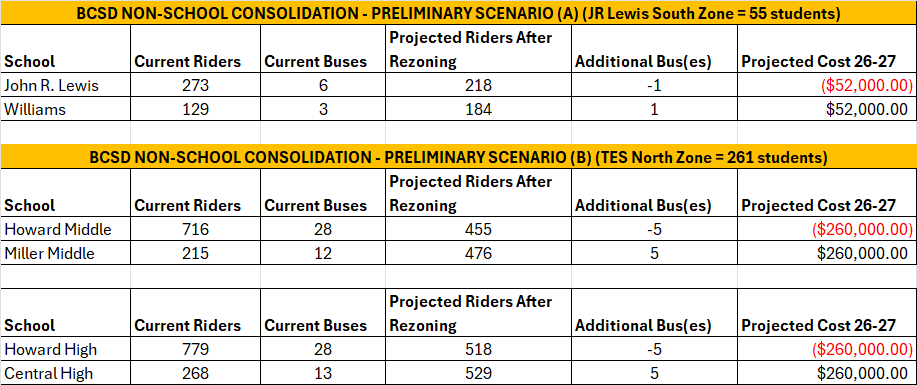 BCSD NON-SCHOOL CONSOLIDATION - PRELIMINARY SCENARIO (A) (JR Lewis South Zone = 55 students)
School Current Riders Current Buses Projected Riders After Rezoning Additional Bus(es) Projected Cost 26-27
John R. Lewis 273 6 218 -1 ($52,000.00)
Williams 129 3 184 1 $52,000.00
BCSD NON-SCHOOL CONSOLIDATION - PRELIMINARY SCENARIO (B) (TES North Zone = 261 students)
School Current Riders Current Buses Projected Riders After Rezoning Additional Bus(es) Projected Cost 26-27
Howard Middle 716 28 455 -5 ($260,000.00)
Miller Middle 215 12 476 5 $260,000.00
School Current Riders Current Buses Projected Riders After Rezoning Additional Bus(es) Projected Cost 26-27
Howard High 779 28 518 -5 ($260,000.00)
Central High 268 13 529 5 $260,000.00